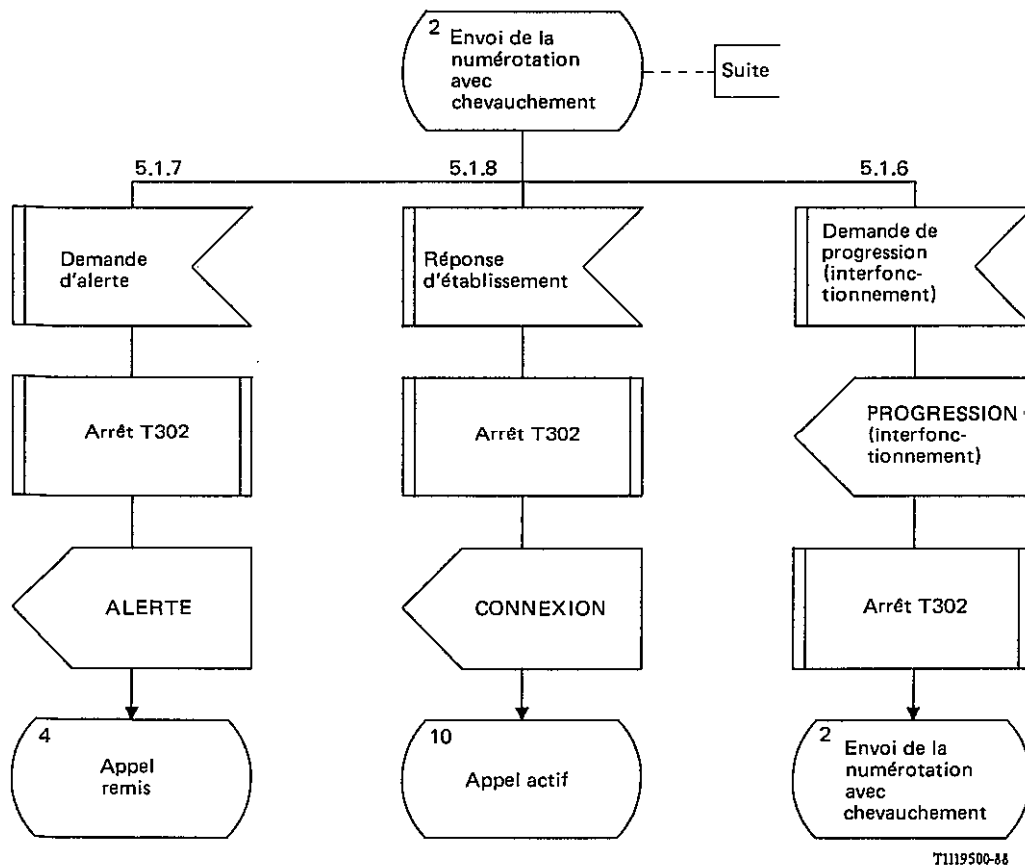 2
Envoi de la
numérotation
avec
chevauchement
Suite
5.1.7
5.1.8
5.1.6
Demande
d'alerte
Réponse
d'établissement
Demande de
progression
(interfonc-
tionnement)
Arrêt T302
Arrêt T302
PROGRESSION
(interfonc-
tionnement)
ALERTE
CONNEXION
Arrêt T302
4
Appel
remis
10
Appel actif
2
Envoi de la
numérotation
avec
chevauchement
T1119500-88